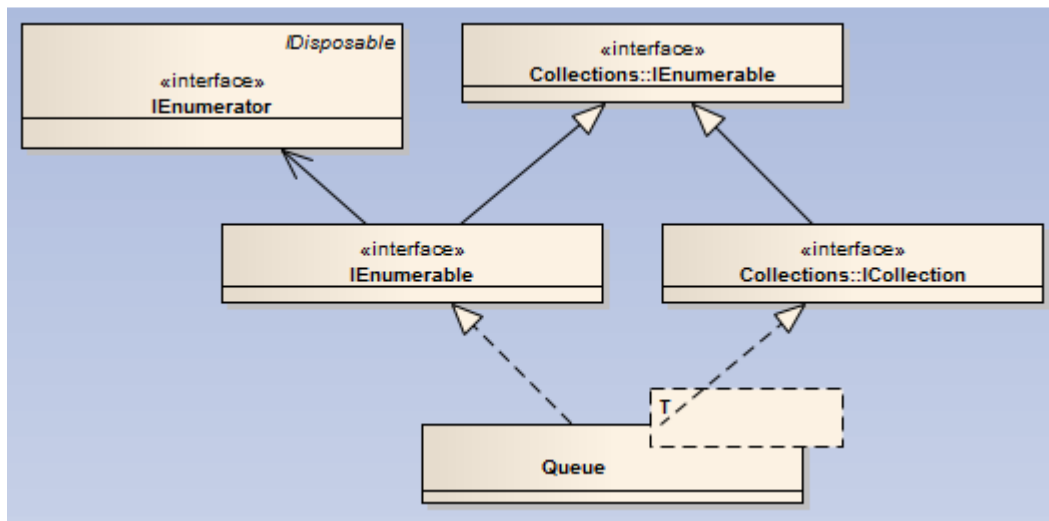 IDisposable
«interface»
IEnumerator
«interface»
Collections::IEnumerable
«interface»
IEnumerable
«interface»
Collections::ICollection
T
Queue